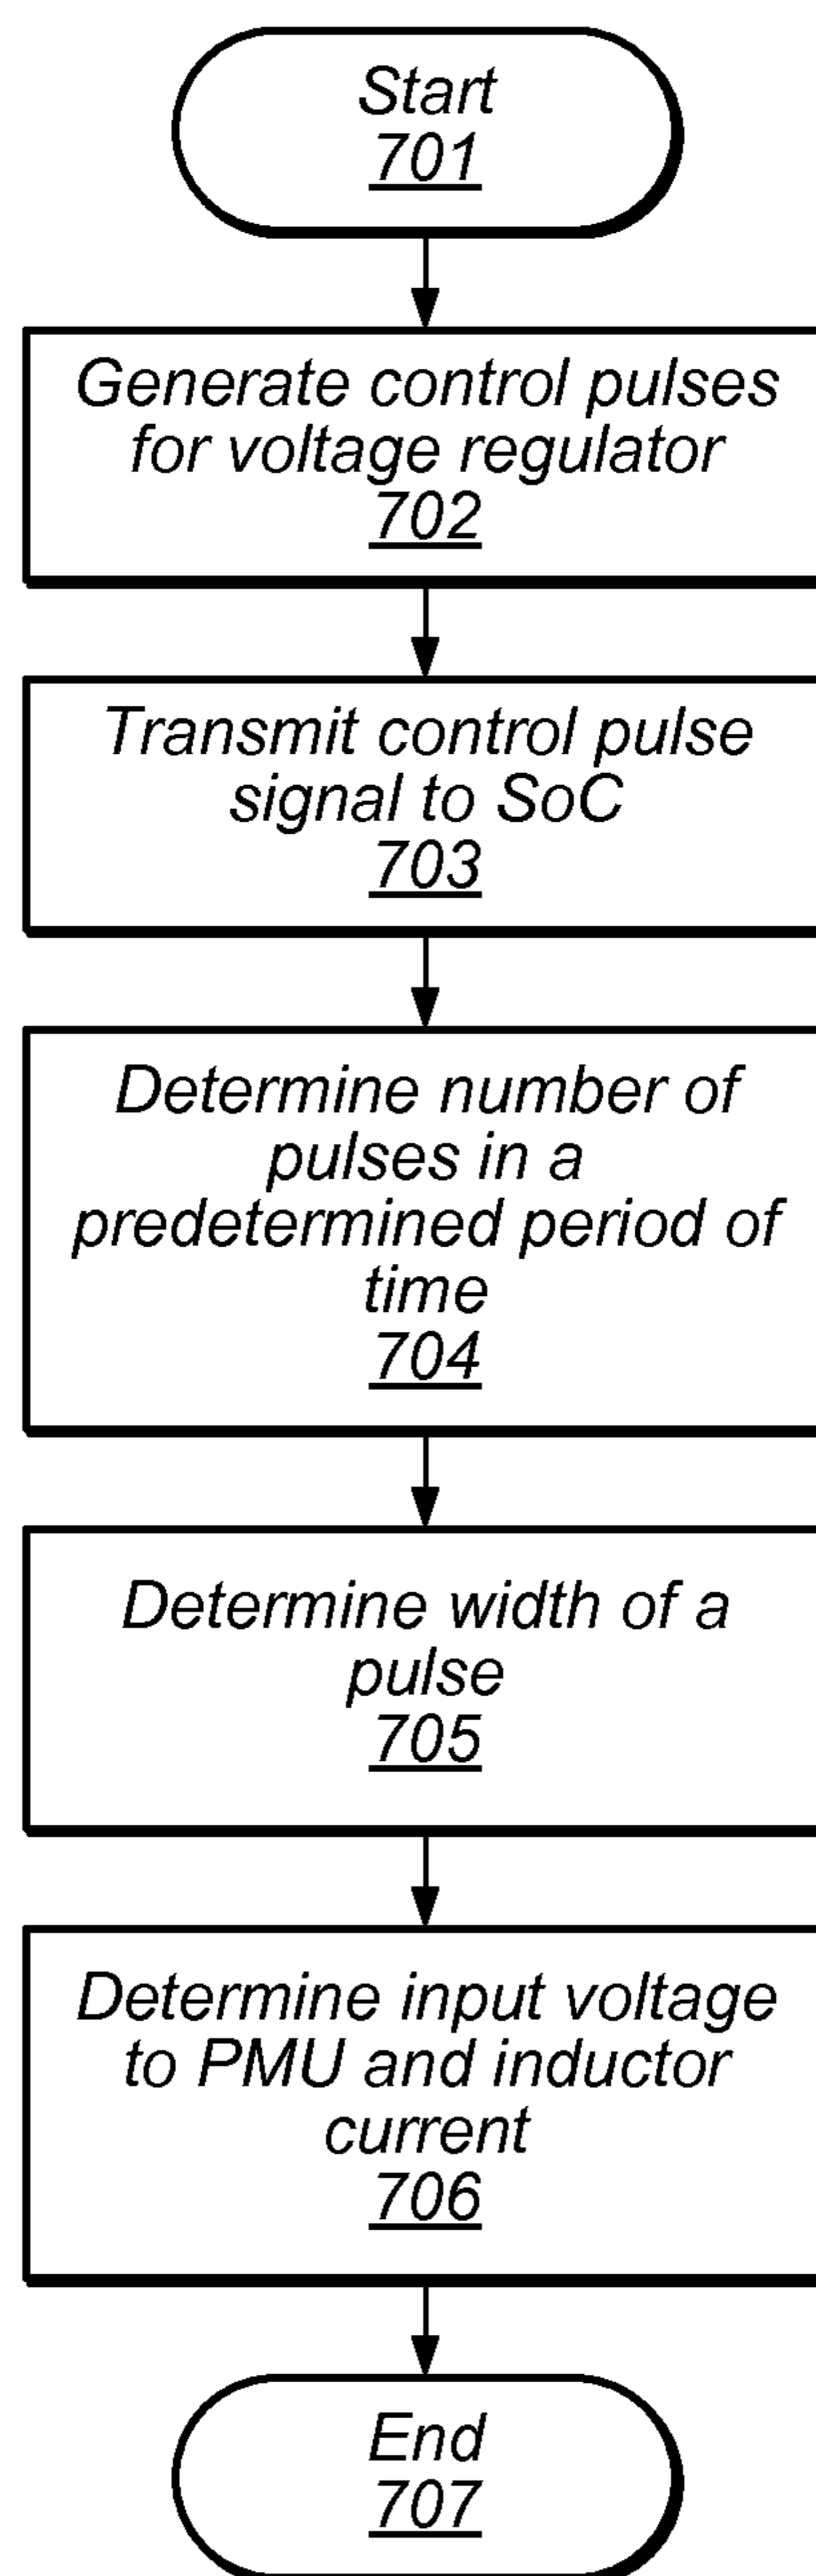 Start
701
Generate control pulses
for voltage regulator
702
Transmit control pulse
signal to SoC
703
Determine number of
pulses in a
predetermined period of
time
704
Determine width of a
pulse
705
Determine input voltage
to PMU and inductor
current
706
End
707